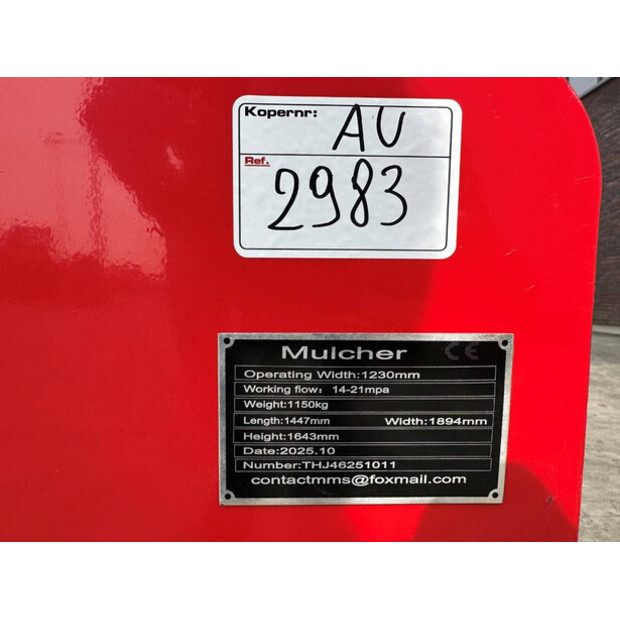 Kopernr:
AU
Ref.
2983
Mulcher CE
Operating Width:1230mm
Working flow: 14-21mpa
Weight:1150kg
Length:1447mm Width:1894mm
Height:1643mm
Date:2025.10
Number:THJ46251011
contactmms@foxmail.com